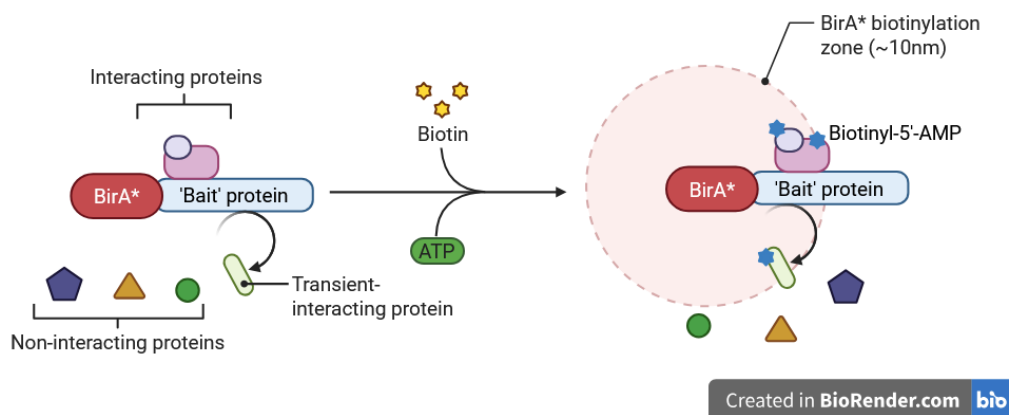 Interacting proteins
BirA*
'Bait' protein
Transient-
interacting protein
Non-interacting proteins
Biotin
ATP
BirA* biotinylation
zone (~10nm)
Biotinyl-5'-AMP
BirA*
'Bait' protein
Created in BioRender.com bio